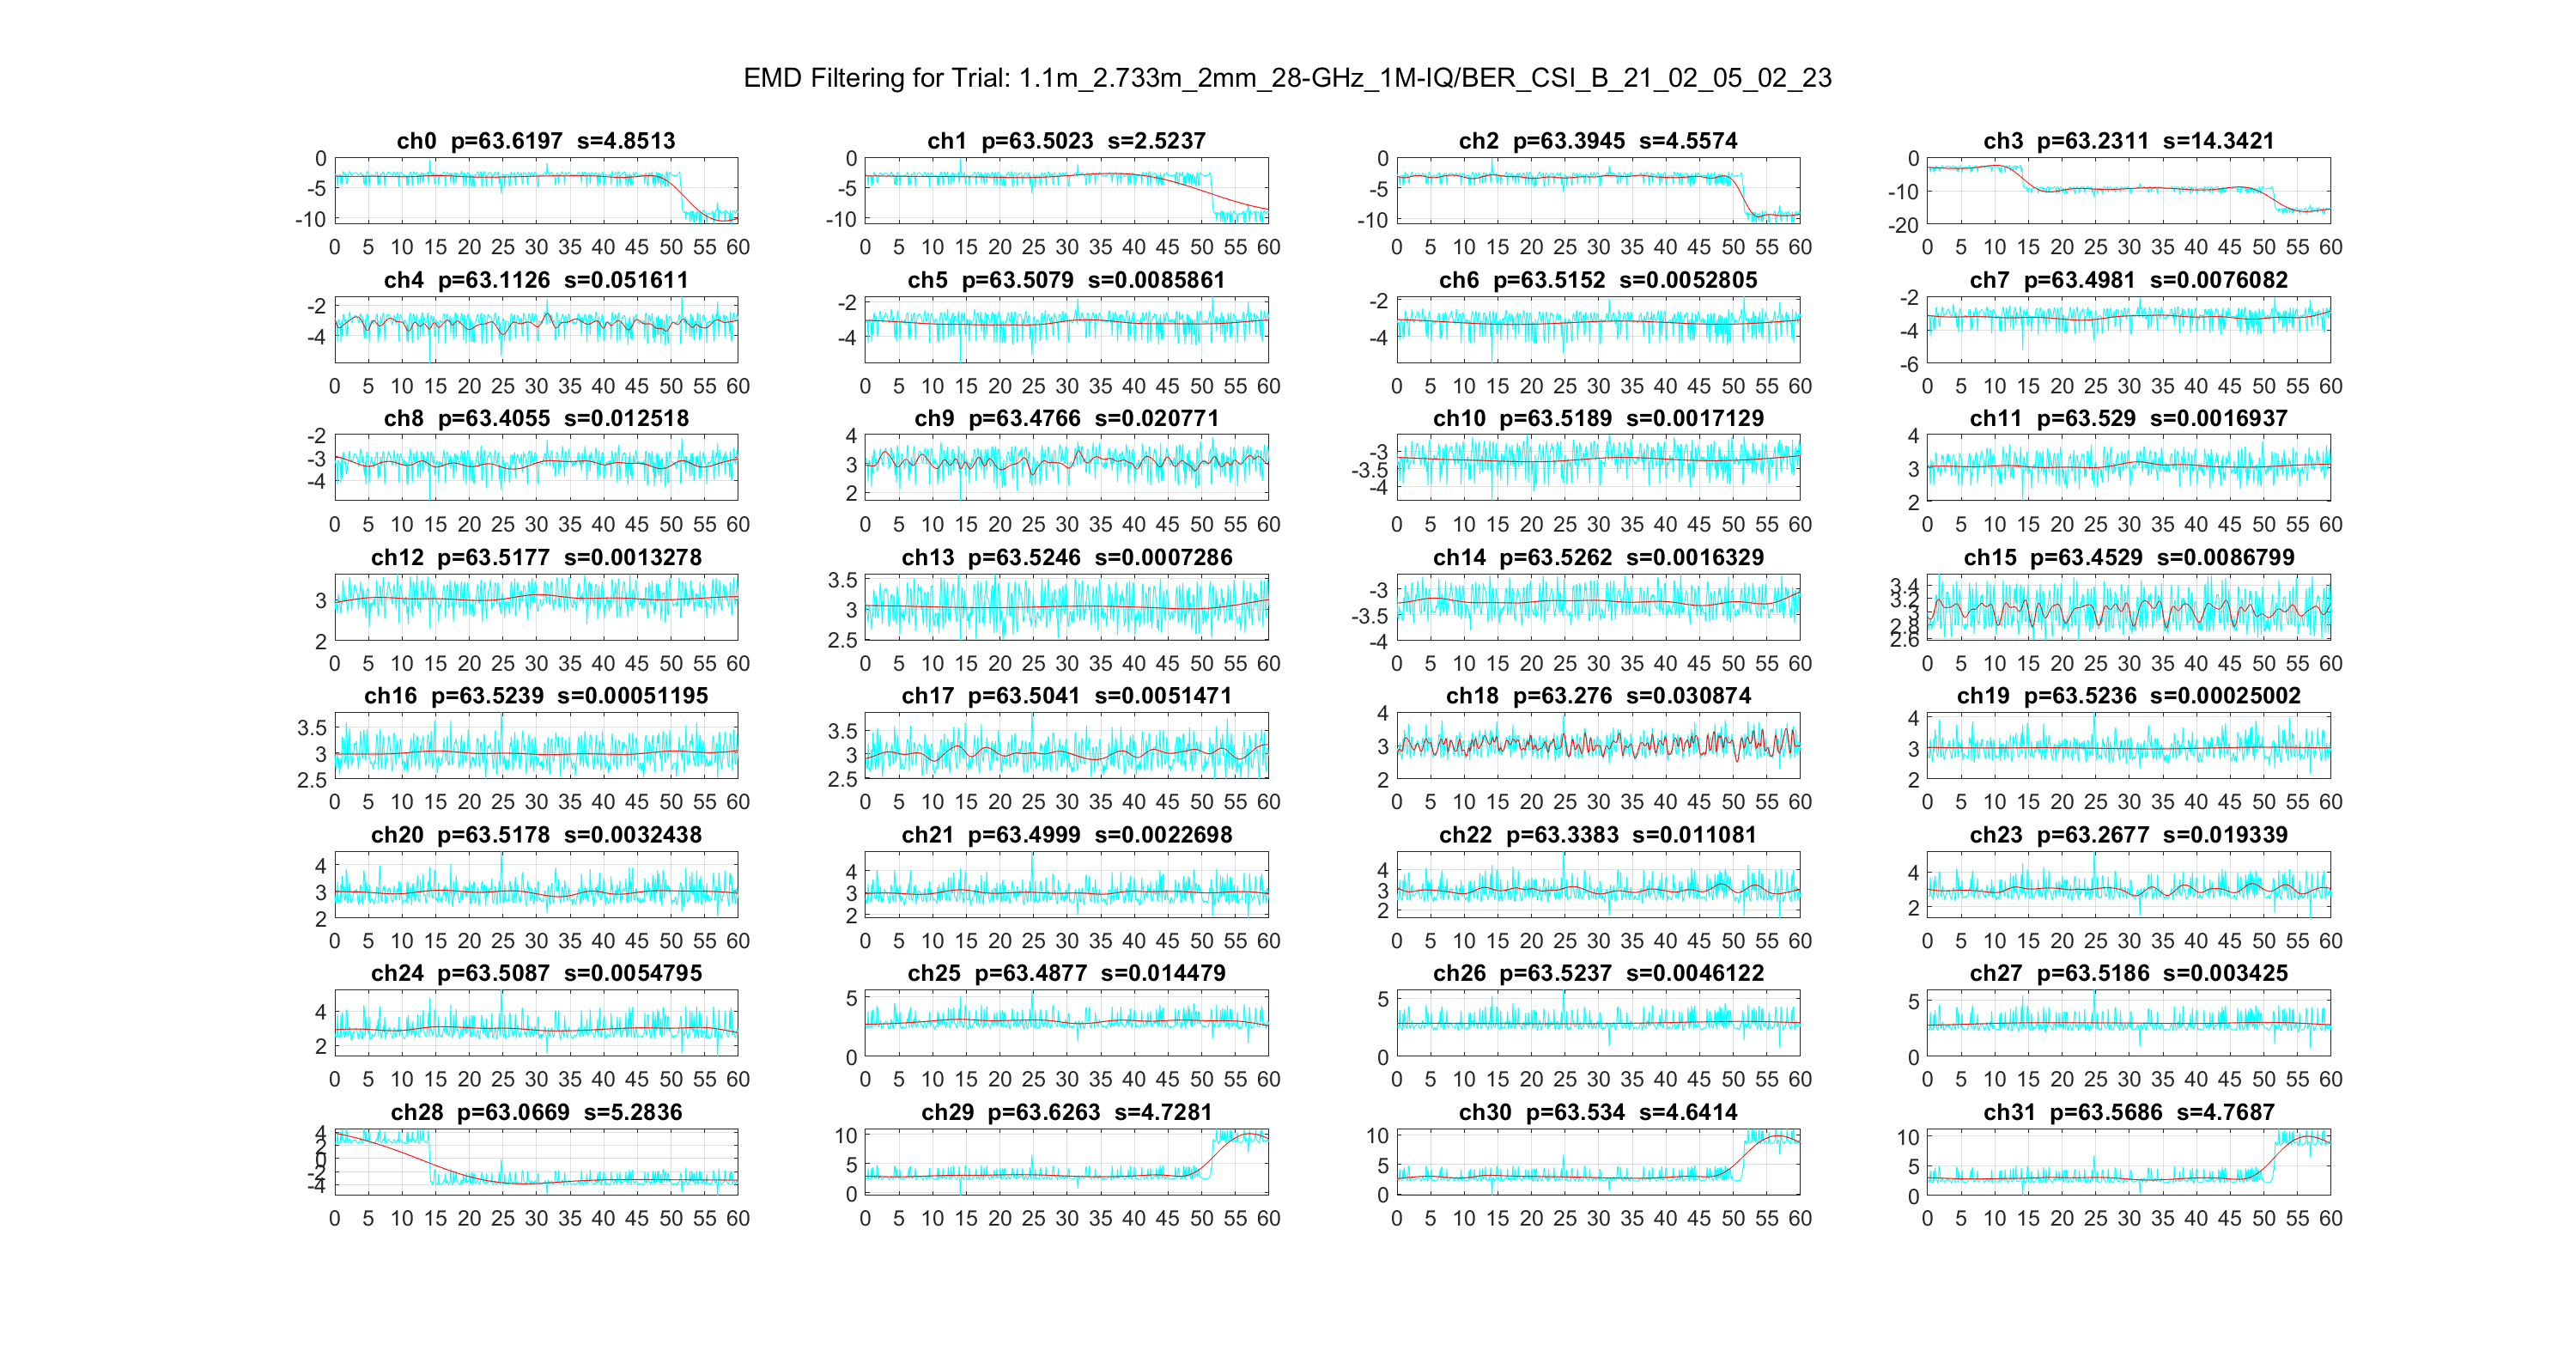 EMD Filtering for Trial: 1.1m_2.733m_2mm_28-GHz_1M-IQ/BER_CSI_B_21_02_05_02_23
ch0 p=63.6197 s=4.8513
0
-5
-10
0 5 10 15 20 25 30 35 40 45 50 55 60
ch1 p=63.5023 s=2.5237
0
-5
-10
0 5 10 15 20 25 30 35 40 45 50 55 60
ch2 p=63.3945 s=4.5574
0
-5
-10
0 5 10 15 20 25 30 35 40 45 50 55 60
ch3 p=63.2311 s=14.3421
0
-10
-20
0 5 10 15 20 25 30 35 40 45 50 55 60
ch4 p=63.1126 s=0.051611
-2
-4
0 5 10 15 20 25 30 35 40 45 50 55 60
ch5 p=63.5079 s=0.0085861
-2
-4
0 5 10 15 20 25 30 35 40 45 50 55 60
ch6 p=63.5152 s=0.0052805
-2
-4
0 5 10 15 20 25 30 35 40 45 50 55 60
ch7 p=63.4981 s=0.0076082
-2
-4
-6
0 5 10 15 20 25 30 35 40 45 50 55 60
ch8 p=63.4055 s=0.012518
-2
-3
-4
0 5 10 15 20 25 30 35 40 45 50 55 60
ch9 p=63.4766 s=0.020771
4
3
2
0 5 10 15 20 25 30 35 40 45 50 55 60
ch10 p=63.5189 s=0.0017129
-3
-3.5
-4
0 5 10 15 20 25 30 35 40 45 50 55 60
ch11 p=63.529 s=0.0016937
4
3
2
0 5 10 15 20 25 30 35 40 45 50 55 60
ch12 p=63.5177 s=0.0013278
3
2
0 5 10 15 20 25 30 35 40 45 50 55 60
ch13 p=63.5246 s=0.0007286
3.5
3
2.5
0 5 10 15 20 25 30 35 40 45 50 55 60
ch14 p=63.5262 s=0.0016329
-3
-3.5
-4
0 5 10 15 20 25 30 35 40 45 50 55 60
ch15 p=63.4529 s=0.0086799
3.4
3.2
3
2.8
2.6
0 5 10 15 20 25 30 35 40 45 50 55 60
ch16 p=63.5239 s=0.00051195
3.5
3
2.5
0 5 10 15 20 25 30 35 40 45 50 55 60
ch17 p=63.5041 s=0.0051471
3.5
3
2.5
0 5 10 15 20 25 30 35 40 45 50 55 60
ch18 p=63.276 s=0.030874
4
3
2
0 5 10 15 20 25 30 35 40 45 50 55 60
ch19 p=63.5236 s=0.00025002
4
3
2
0 5 10 15 20 25 30 35 40 45 50 55 60
ch20 p=63.5178 s=0.0032438
4
3
2
0 5 10 15 20 25 30 35 40 45 50 55 60
ch21 p=63.4999 s=0.0022698
4
3
2
0 5 10 15 20 25 30 35 40 45 50 55 60
ch22 p=63.3383 s=0.011081
4
3
2
0 5 10 15 20 25 30 35 40 45 50 55 60
ch23 p=63.2677 s=0.019339
4
2
0 5 10 15 20 25 30 35 40 45 50 55 60
ch24 p=63.5087 s=0.0054795
4
2
0 5 10 15 20 25 30 35 40 45 50 55 60
ch25 p=63.4877 s=0.014479
5
0
0 5 10 15 20 25 30 35 40 45 50 55 60
ch26 p=63.5237 s=0.0046122
5
0
0 5 10 15 20 25 30 35 40 45 50 55 60
ch27 p=63.5186 s=0.003425
5
0
0 5 10 15 20 25 30 35 40 45 50 55 60
ch28 p=63.0669 s=5.2836
4
2
0
-2
-4
0 5 10 15 20 25 30 35 40 45 50 55 60
ch29 p=63.6263 s=4.7281
10
5
0
0 5 10 15 20 25 30 35 40 45 50 55 60
ch30 p=63.534 s=4.6414
10
5
0
0 5 10 15 20 25 30 35 40 45 50 55 60
ch31 p=63.5686 s=4.7687
10
5
0
0 5 10 15 20 25 30 35 40 45 50 55 60